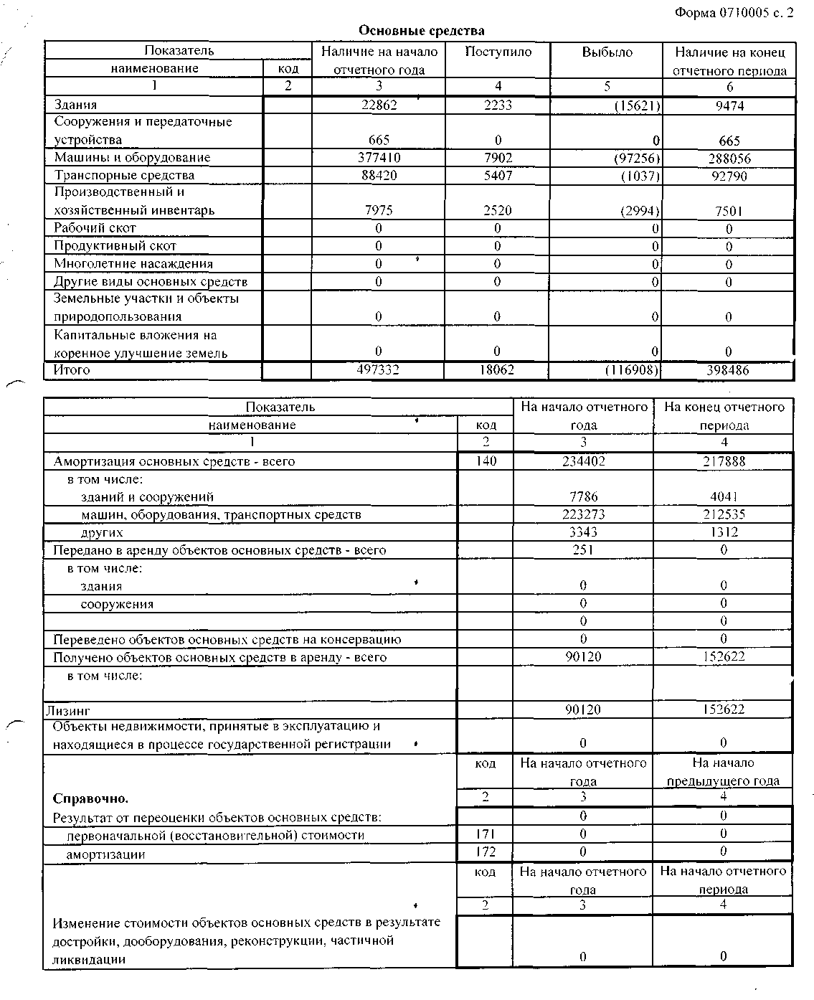 Форма 0710005 с. 2
Основные средства
Показатель Наличие на начало Поступило Выбыло Наличие на конец
наименование код отчетного года отчетного периода
1 2 3 4 5 6
Здания 22862 2233 (15621) 9474
Сооружения и передаточные
устройства 665 0 0 665
Машины и оборудование 377410 7902 (97256) 288056
Транспорные средства 88420 5407 (1037) 92790
Производственный и
хозяйственный инвентарь 7975 2520 (2994) 7501
Рабочий скот 0 0 0 0
Продуктивный скот 0 0 0 0
Многолетние насаждения 0 0 0 0
Другие виды основных средств 0 0 0 0
Земельные участки и объекты
природопользования 0 0 0 0
Капитальные вложения на
коренное улучшение земель 0 0 0 0
Итого 497332 18062 (116908) 398486
Показатель На начало отчетного На конец отчетного
наименование код года периода
1 2 3 4
Амортизация основных средств - всего 140 234402 217888
в том числе:
зданий и сооружений 7786 4041
машин, оборудования, транспортных средств 223273 212535
других 3343 1312
Передано в аренду объектов основных средств - всего 251 0
в том числе:
здания 0 0
сооружения 0 0
0 0
Переведено объектов основных средств на консервацию 0 0
Получено объектов основных средств в аренду - всего 90120 152622
в том числе:
Лизинг 90120 152622
Объекты недвижимости, принятые в эксплуатацию и
находящиеся в процессе государственной регистрации 0 0
код На начало отчетного На начало
года предыдущего года
Справочно. 2 3 4
Результат от переоценки объектов основных средств: 0 0
первоначальной (восстановительной) стоимости 171 0 0
амортизации 172 0 0
код На начало отчетного На начало отчетного
года периода
2 3 4
Изменение стоимости объектов основных средств в результате
достройки, дооборудования, реконструкции, частичной
ликвидации 0 0